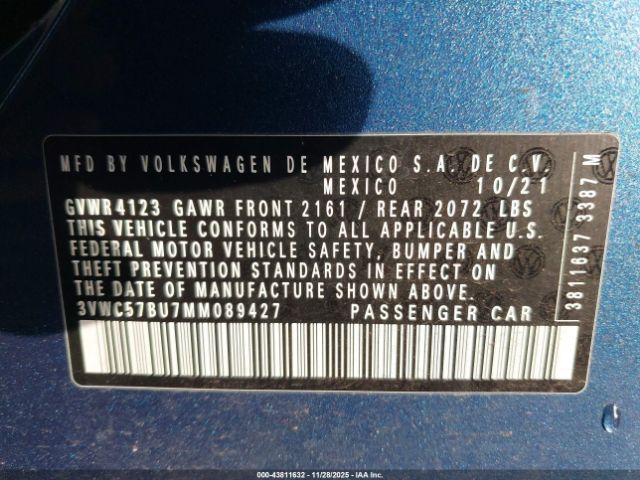 MFD BY VOLKSWAGEN DE MEXICO S.A. DE C.V.
MEXICO 10/21
GVWR 4123 GAWR FRONT 2161 / REAR 2072 LBS
THIS VEHICLE CONFORMS TO ALL APPLICABLE U.S.
FEDERAL MOTOR VEHICLE SAFETY, BUMPER AND
THEFT PREVENTION STANDARDS IN EFFECT ON
THE DATE OF MANUFACTURE SHOWN ABOVE.
3VWC57BU7MM089427 PASSENGER CAR
3811637 3387 M
000-43811632 - 11/28/2025 - IAA Inc.